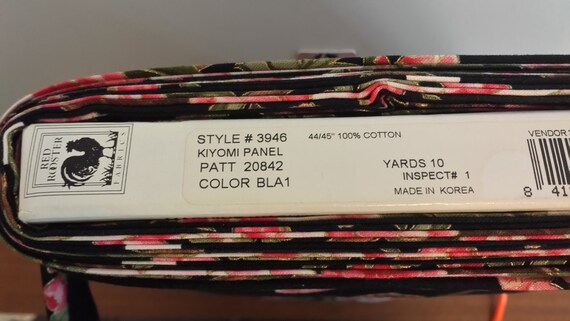 RED ROOSTER
FABRICS
STYLE # 3946
KIYOMI PANEL
PATT 20842
COLOR BLA1
44/45" 100% COTTON
YARDS 10
INSPECT# 1
MADE IN KOREA
VENDOR
8 41